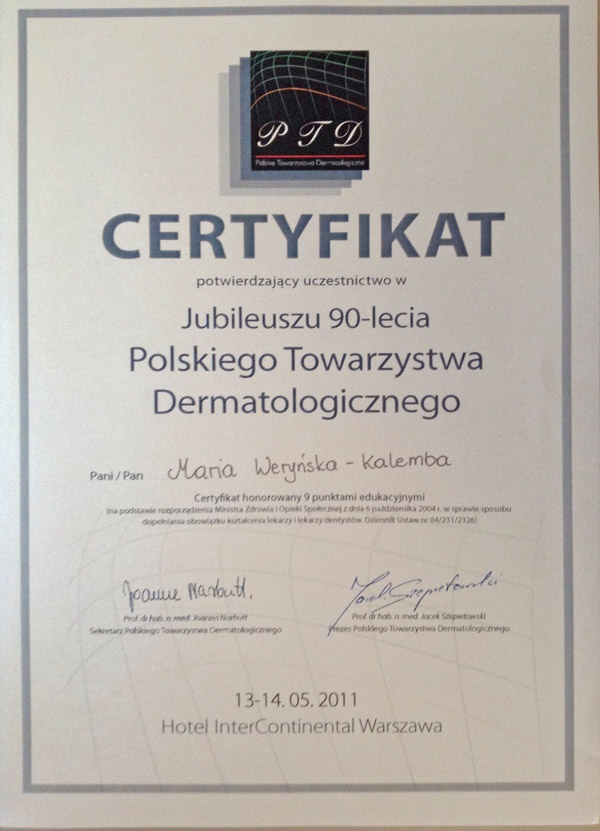 P T D
Polskie Towarzystwo Dermatologiczne
CERTYFIKAT
potwierdzający uczestnictwo w
Jubileuszu 90-lecia
Polskiego Towarzystwa
Dermatologicznego
Pani / Pan Maria Weryńska - Kalemba
Certyfikat honorowany 9 punktami edukacyjnymi
(na podstawie rozporządzenia Ministra Zdrowia i Opieki Społecznej z dnia 6 października 2004 r. w sprawie sposobu
dopełniania obowiązku kształcenia lekarzy i lekarzy dentystów. Dziennik Ustaw nr 04/231/2326)
Joanna Narbutt,
Jacek Szepietowski
Prof. dr hab. n. med. Joanna Narbutt
Prof. dr hab. n. med. Jacek Szepietowski
Sekretarz Polskiego Towarzystwa Dermatologicznego
Prezes Polskiego Towarzystwa Dermatologicznego
13-14. 05. 2011
Hotel InterContinental Warszawa